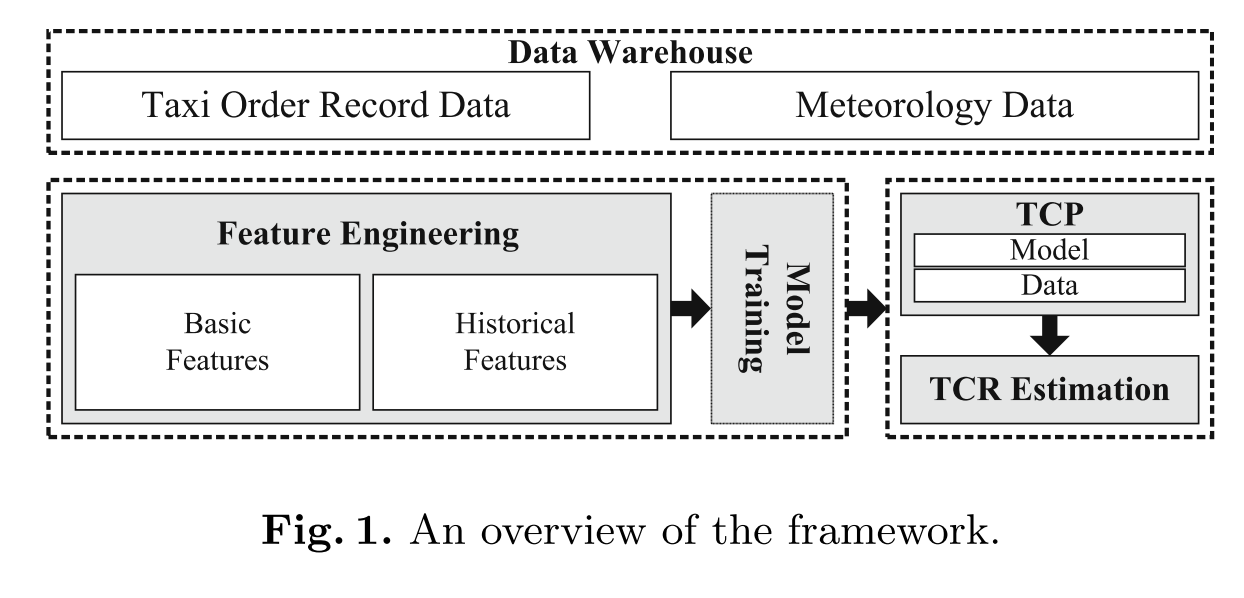 Data Warehouse
Taxi Order Record Data
Meteorology Data
Feature Engineering
Basic
Features
Historical
Features
Model
Training
TCP
Model
Data
TCR Estimation
Fig. 1. An overview of the framework.